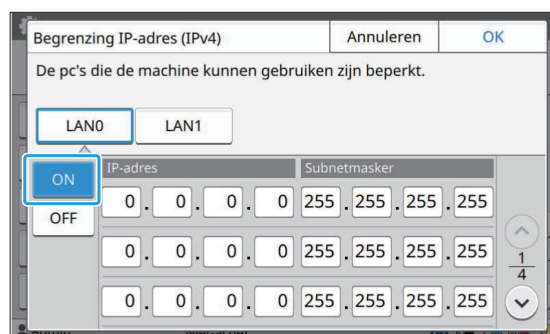 Begrenzing IP-adres (IPv4) Annuleren OK
De pc's die de machine kunnen gebruiken zijn beperkt.
LAN0 LAN1
IP-adres Subnetmasker
ON 0 . 0 . 0 . 0 255 . 255 . 255 . 255
OFF 0 . 0 . 0 . 0 255 . 255 . 255 . 255
0 . 0 . 0 . 0 255 . 255 . 255 . 255
1
4